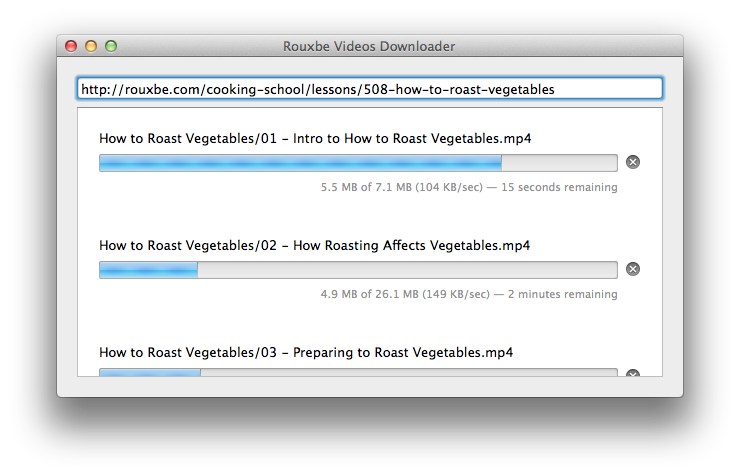 Rouxbe Videos Downloader
http://rouxbe.com/cooking-school/lessons/508-how-to-roast-vegetables
How to Roast Vegetables/01 – Intro to How to Roast Vegetables.mp4
5.5 MB of 7.1 MB (104 KB/sec) — 15 seconds remaining
How to Roast Vegetables/02 – How Roasting Affects Vegetables.mp4
4.9 MB of 26.1 MB (149 KB/sec) — 2 minutes remaining
How to Roast Vegetables/03 – Preparing to Roast Vegetables.mp4